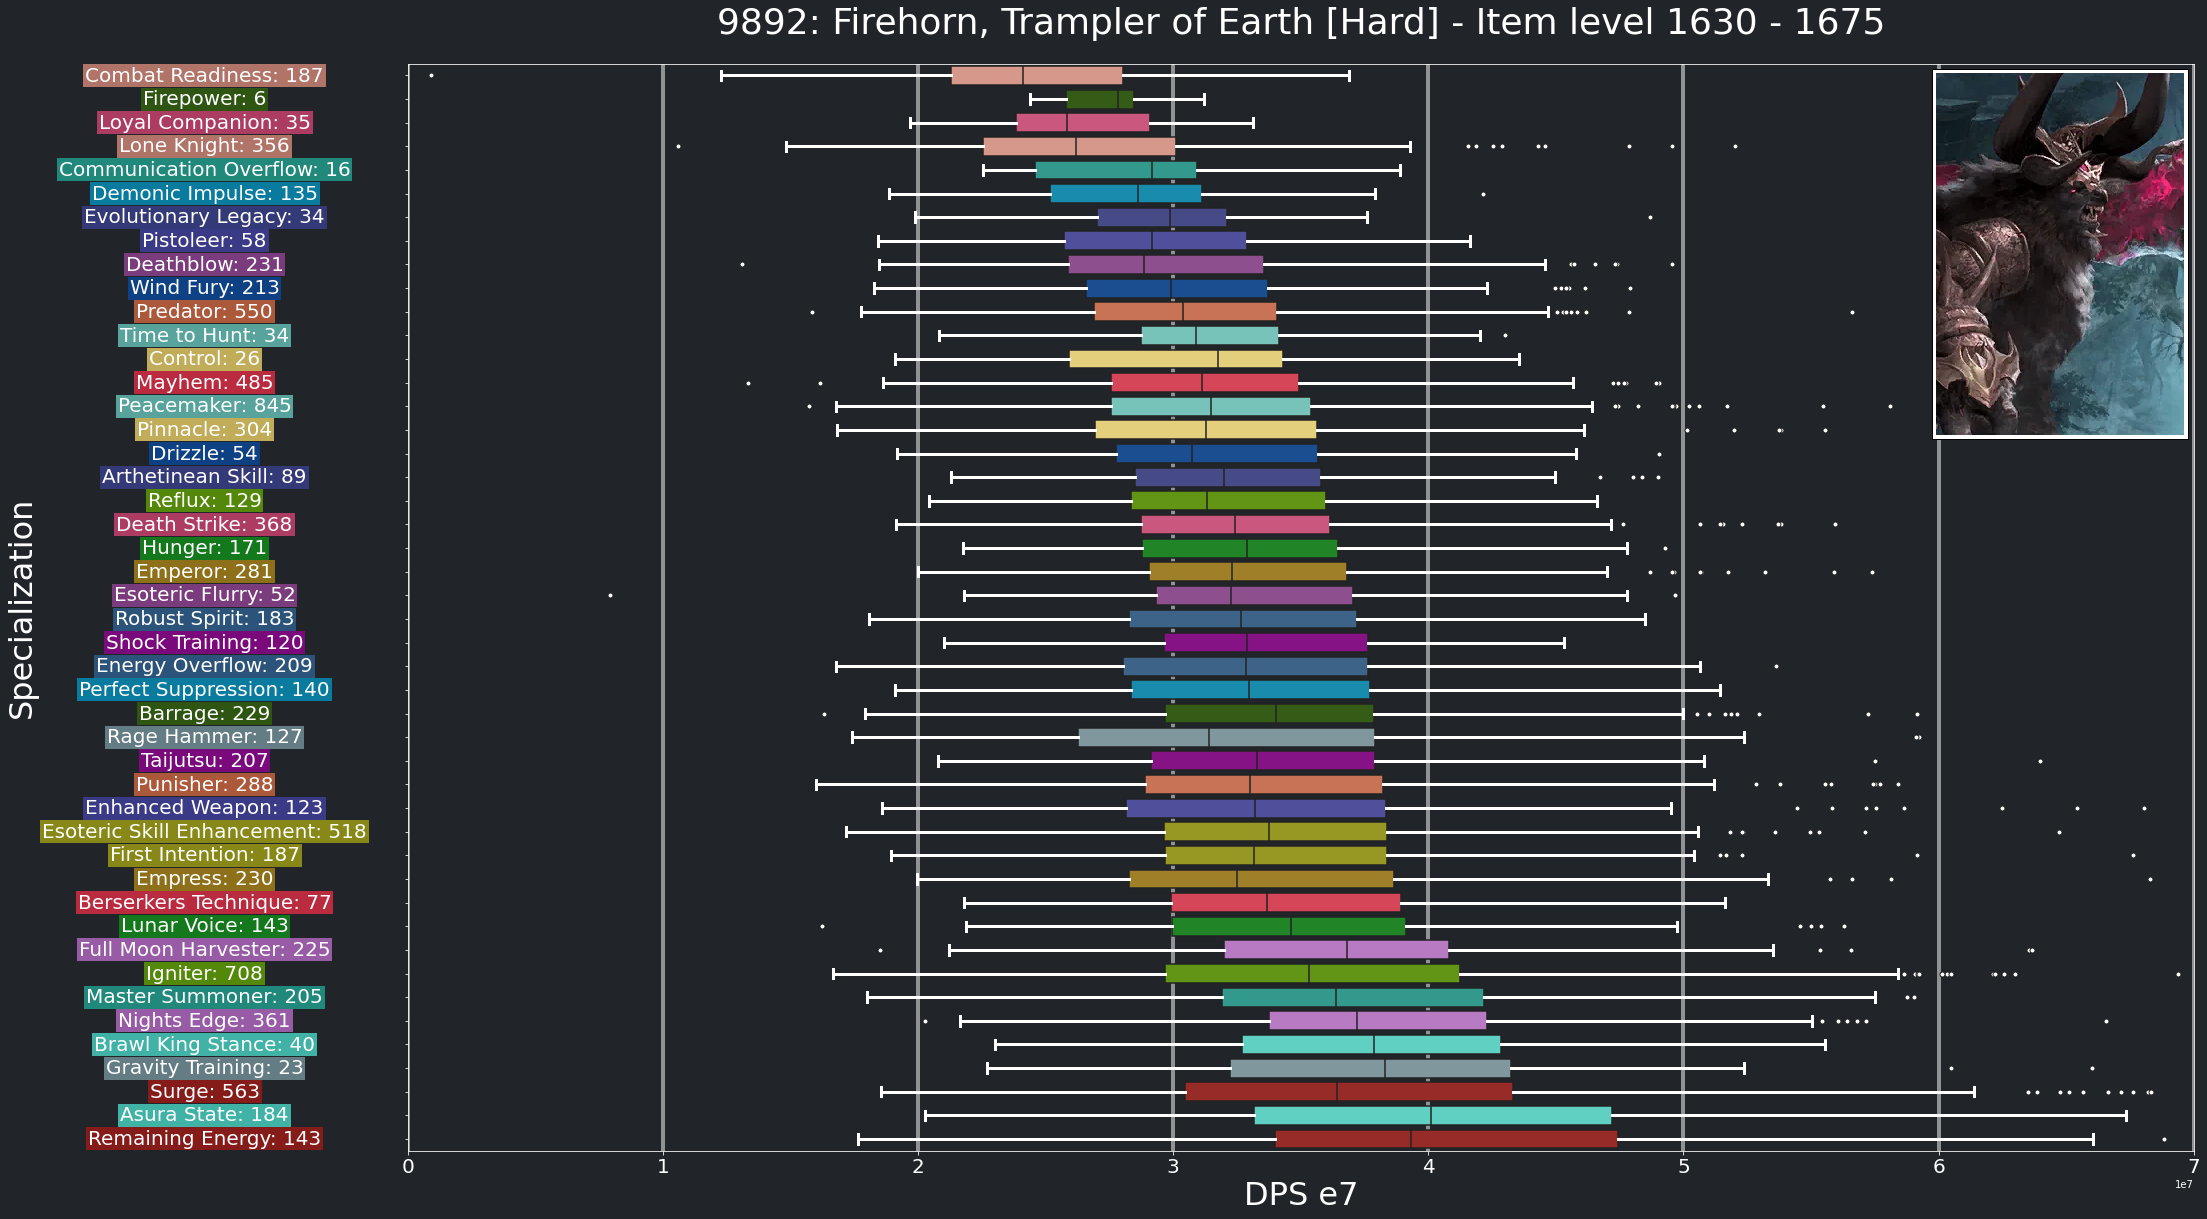 9892: Firehorn, Trampler of Earth [Hard] - Item level 1630 - 1675
Specialization
Combat Readiness: 187
Firepower: 6
Loyal Companion: 35
Lone Knight: 356
Communication Overflow: 16
Demonic Impulse: 135
Evolutionary Legacy: 34
Pistoleer: 58
Deathblow: 231
Wind Fury: 213
Predator: 550
Time to Hunt: 34
Control: 26
Mayhem: 485
Peacemaker: 845
Pinnacle: 304
Drizzle: 54
Arthetinean Skill: 89
Reflux: 129
Death Strike: 368
Hunger: 171
Emperor: 281
Esoteric Flurry: 52
Robust Spirit: 183
Shock Training: 120
Energy Overflow: 209
Perfect Suppression: 140
Barrage: 229
Rage Hammer: 127
Taijutsu: 207
Punisher: 288
Enhanced Weapon: 123
Esoteric Skill Enhancement: 518
First Intention: 187
Empress: 230
Berserkers Technique: 77
Lunar Voice: 143
Full Moon Harvester: 225
Igniter: 708
Master Summoner: 205
Nights Edge: 361
Brawl King Stance: 40
Gravity Training: 23
Surge: 563
Asura State: 184
Remaining Energy: 143
0 1 2 3 4 5 6 7
1e7
DPS e7